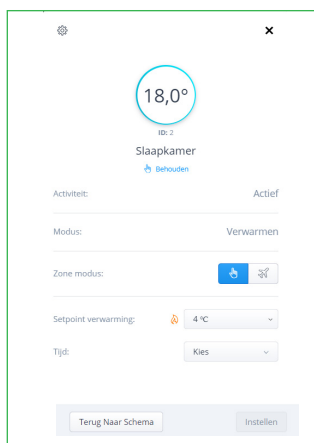 18,0°
ID: 2
Slaapkamer
Behouden
Activiteit: Actief
Modus: Verwarmen
Zone modus:
Setpoint verwarming: 4 ºC
Tijd: Kies
Terug Naar Schema Instellen